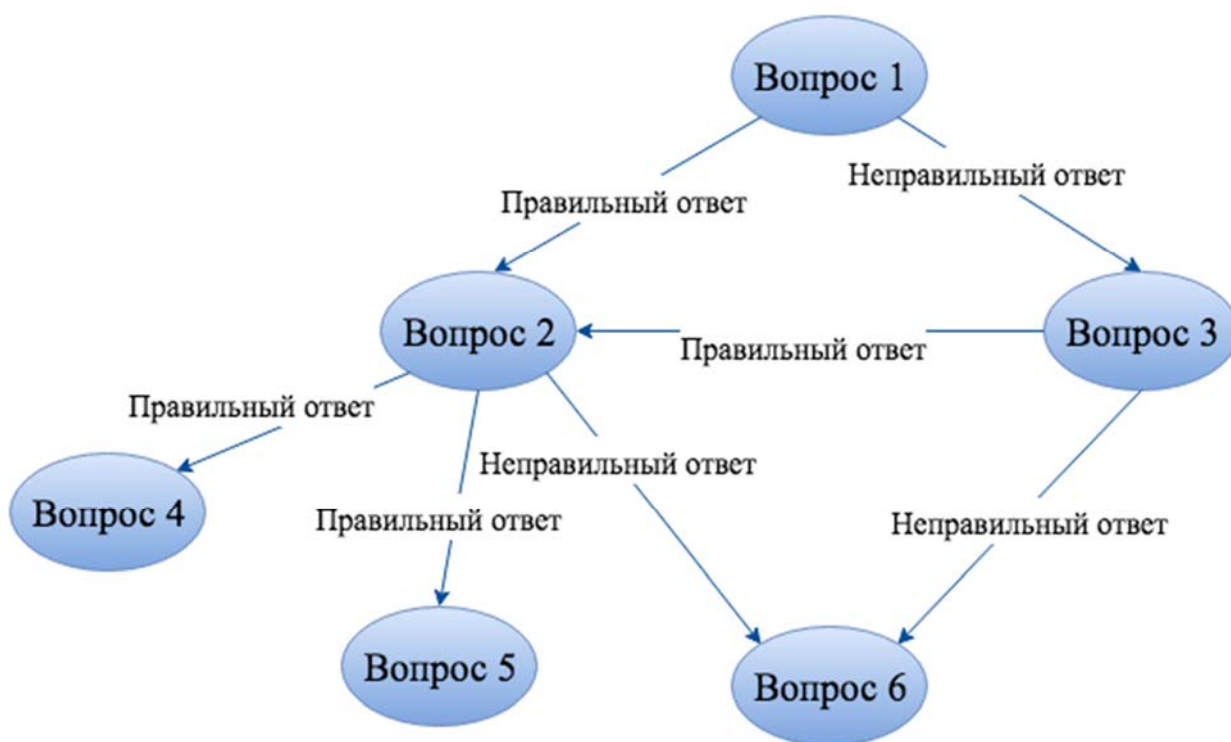 Вопрос 1
Неправильный ответ
Правильный ответ
Вопрос 2
Правильный ответ
Вопрос 3
Правильный ответ
Неправильный ответ
Вопрос 4
Правильный ответ
Неправильный ответ
Вопрос 5
Вопрос 6